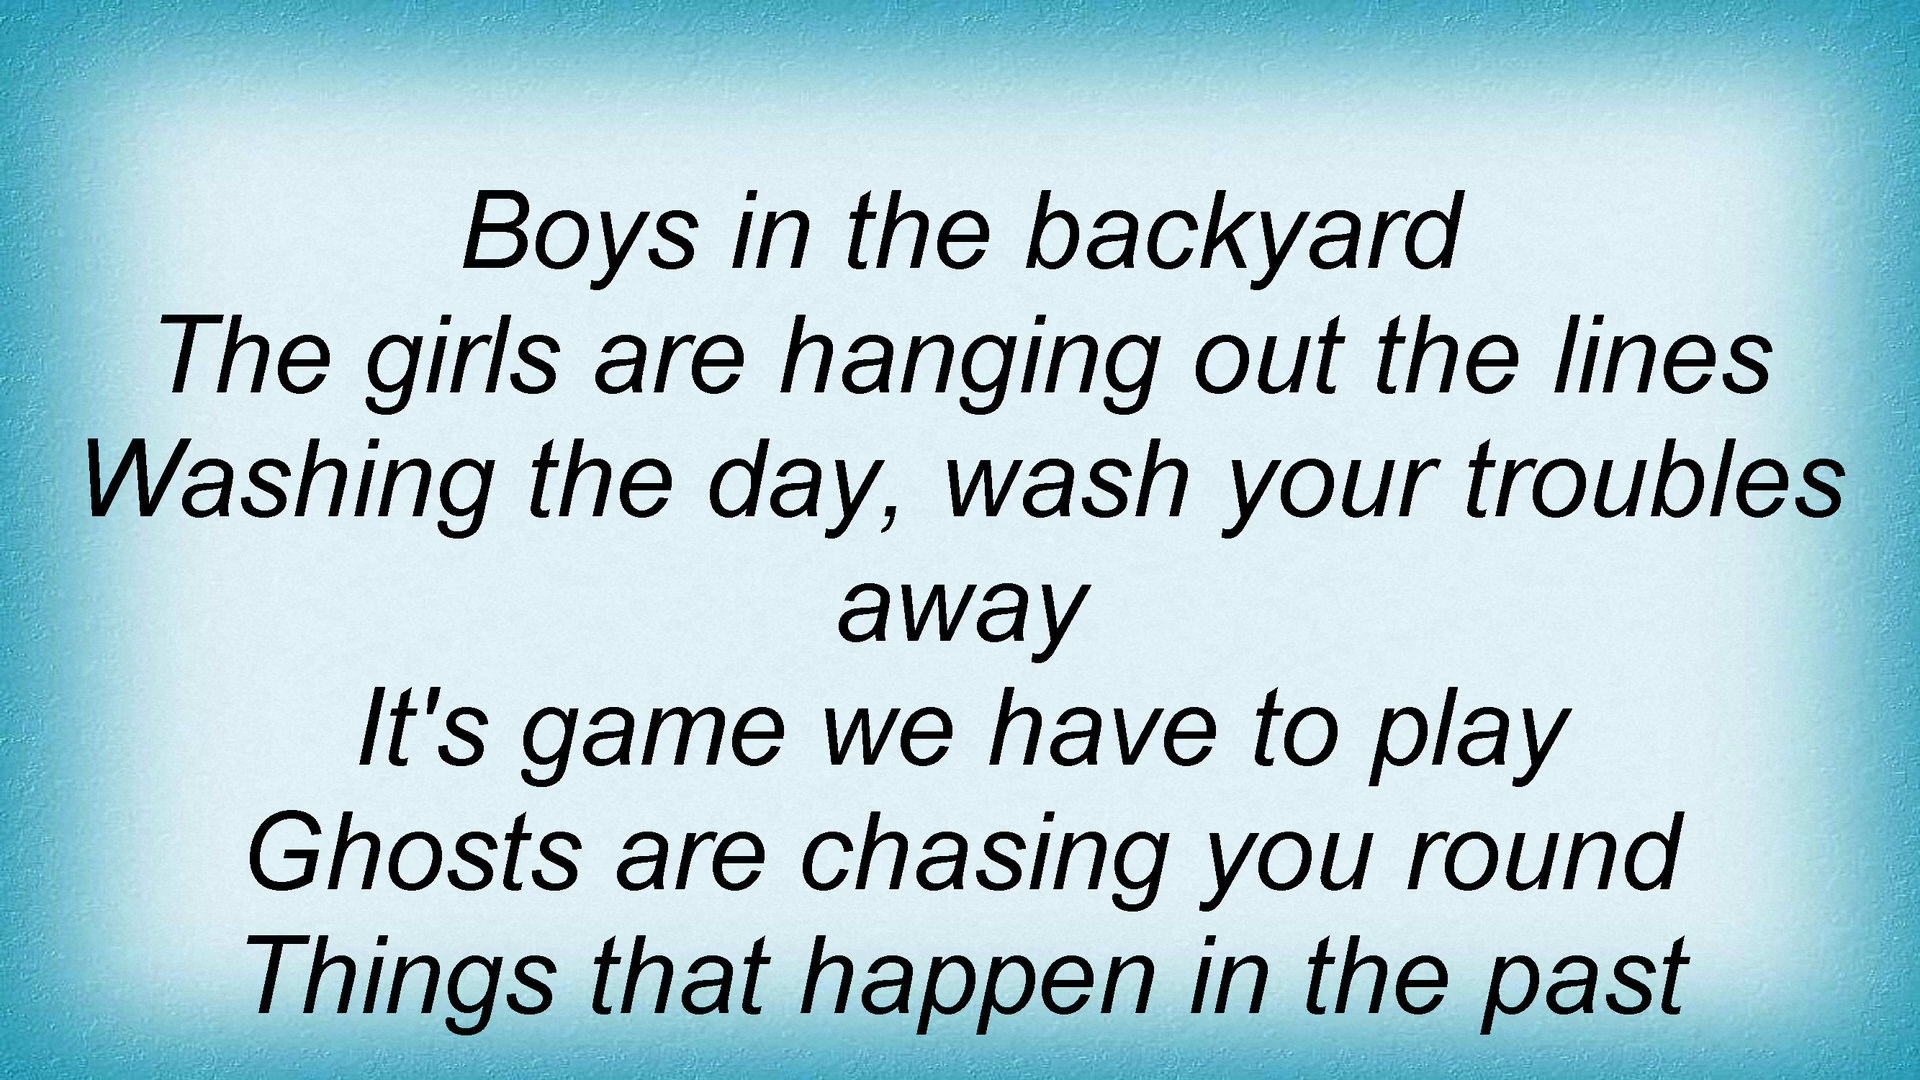 Boys in the backyard
The girls are hanging out the lines
Washing the day, wash your troubles
away
It's game we have to play
Ghosts are chasing you round
Things that happen in the past